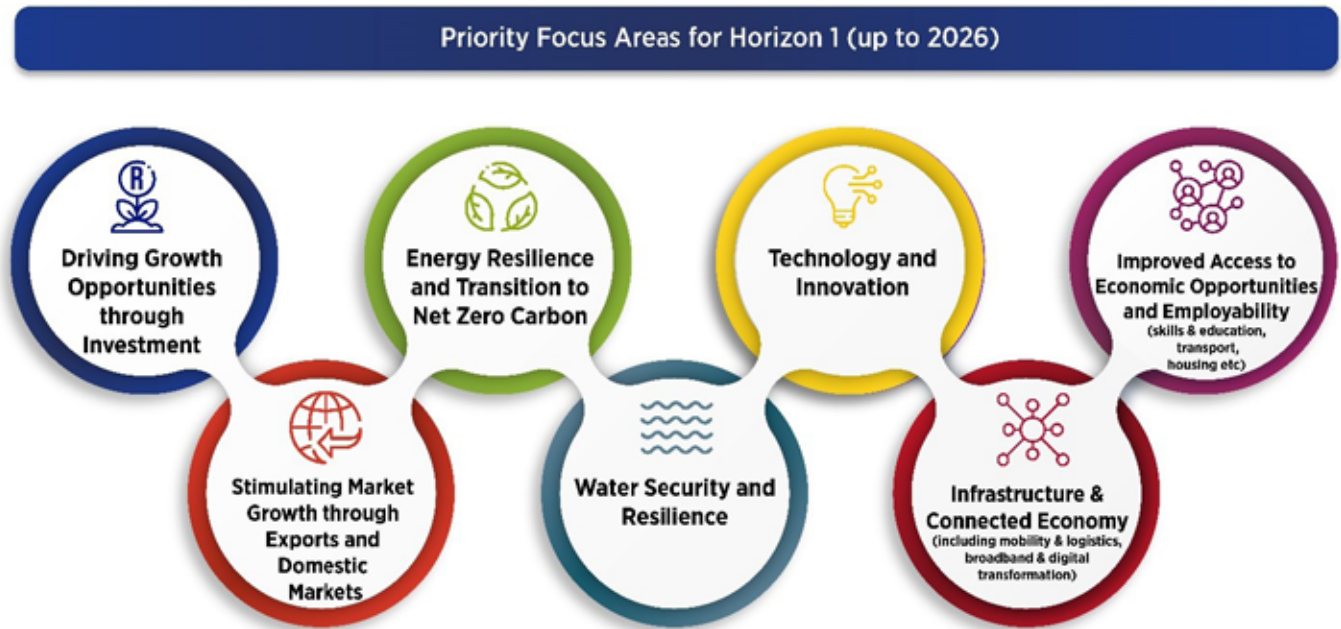 Priority Focus Areas for Horizon 1 (up to 2026)
R
Driving Growth
Opportunities
through
Investment
Stimulating Market
Growth through
Exports and
Domestic
Markets
Energy Resilience
and Transition to
Net Zero Carbon
Water Security and
Resilience
Technology and
Innovation
Infrastructure &
Connected Economy
(including mobility & logistics,
broadband & digital
transformation)
Improved Access to
Economic Opportunities
and Employability
(skills & education,
transport,
housing etc)